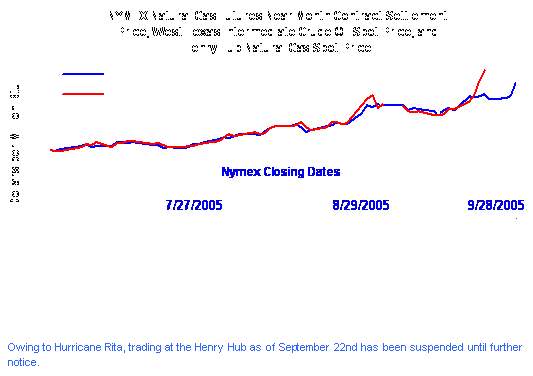 NYMEX Natural Gas Futures Near Month Contract Settlement
Price, West Texas Intermediate Crude Oil Spot Price, and
Henry Hub Natural Gas Spot Price
Nymex Closing Dates
7/27/2005 8/29/2005 9/28/2005
Owing to Hurricane Rita, trading at the Henry Hub as of September 22nd has been suspended until further
notice.